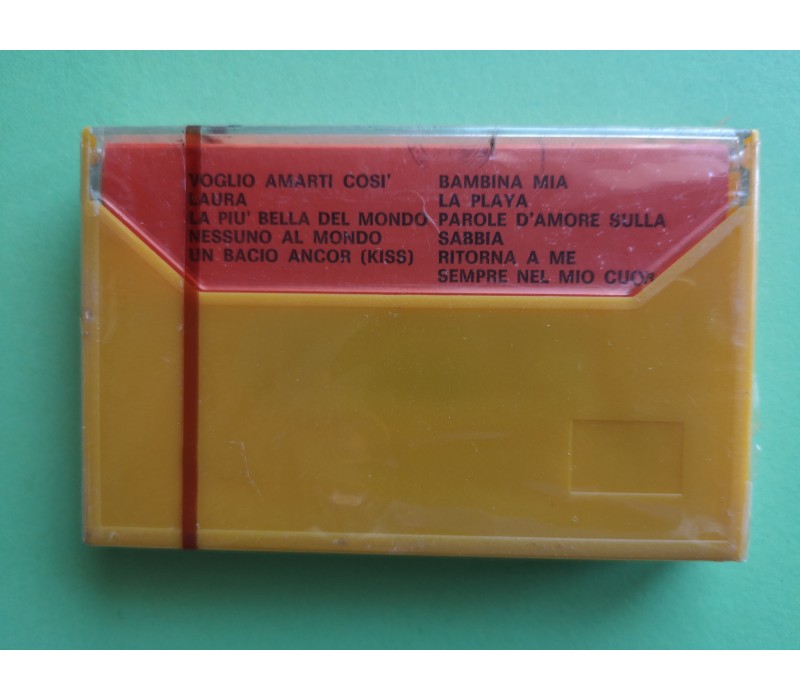 VOGLIO AMARTI COSI'
LAURA
LA PIU' BELLA DEL MONDO
NESSUNO AL MONDO
UN BACIO ANCOR (KISS)
BAMBINA MIA
LA PLAYA
PAROLE D'AMORE SULLA
SABBIA
RITORNA A ME
SEMPRE NEL MIO CUOR